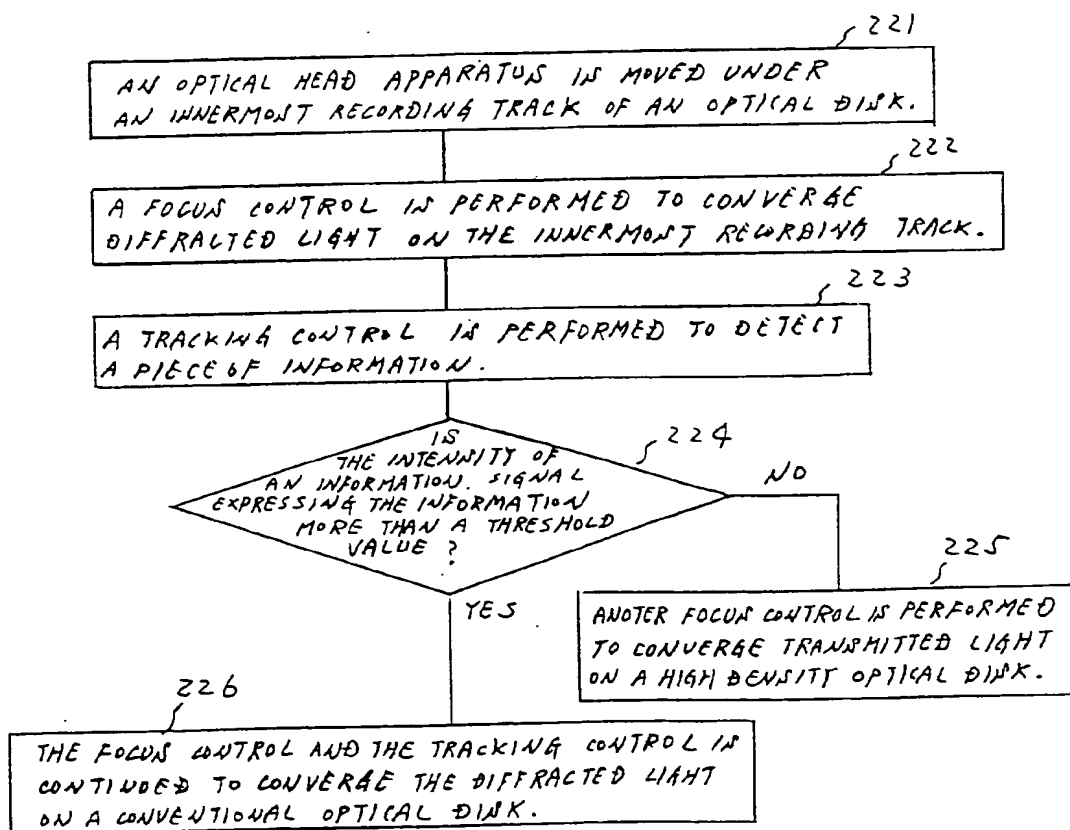 221
AN OPTICAL HEAD APPARATUS IS MOVED UNDER
AN INNERMOST RECORDING TRACK OF AN OPTICAL DISK.
222
A FOCUS CONTROL IS PERFORMED TO CONVERGE
DIFFRACTED LIGHT ON THE INNERMOST RECORDING TRACK.
223
A TRACKING CONTROL IS PERFORMED TO DETECT
A PIECE OF INFORMATION.
224
IS
THE INTENSITY OF
AN INFORMATION. SIGNAL
EXPRESSING THE INFORMATION
MORE THAN A THRESHOLD
VALUE ?
NO
YES
225
ANOTER FOCUS CONTROL IS PERFORMED
TO CONVERGE TRANSMITTED LIGHT
ON A HIGH DENSITY OPTICAL DISK.
226
THE FOCUS CONTROL AND THE TRACKING CONTROL IS
CONTINUED TO CONVERGE THE DIFFRACTED LIGHT
ON A CONVENTIONAL OPTICAL DISK.